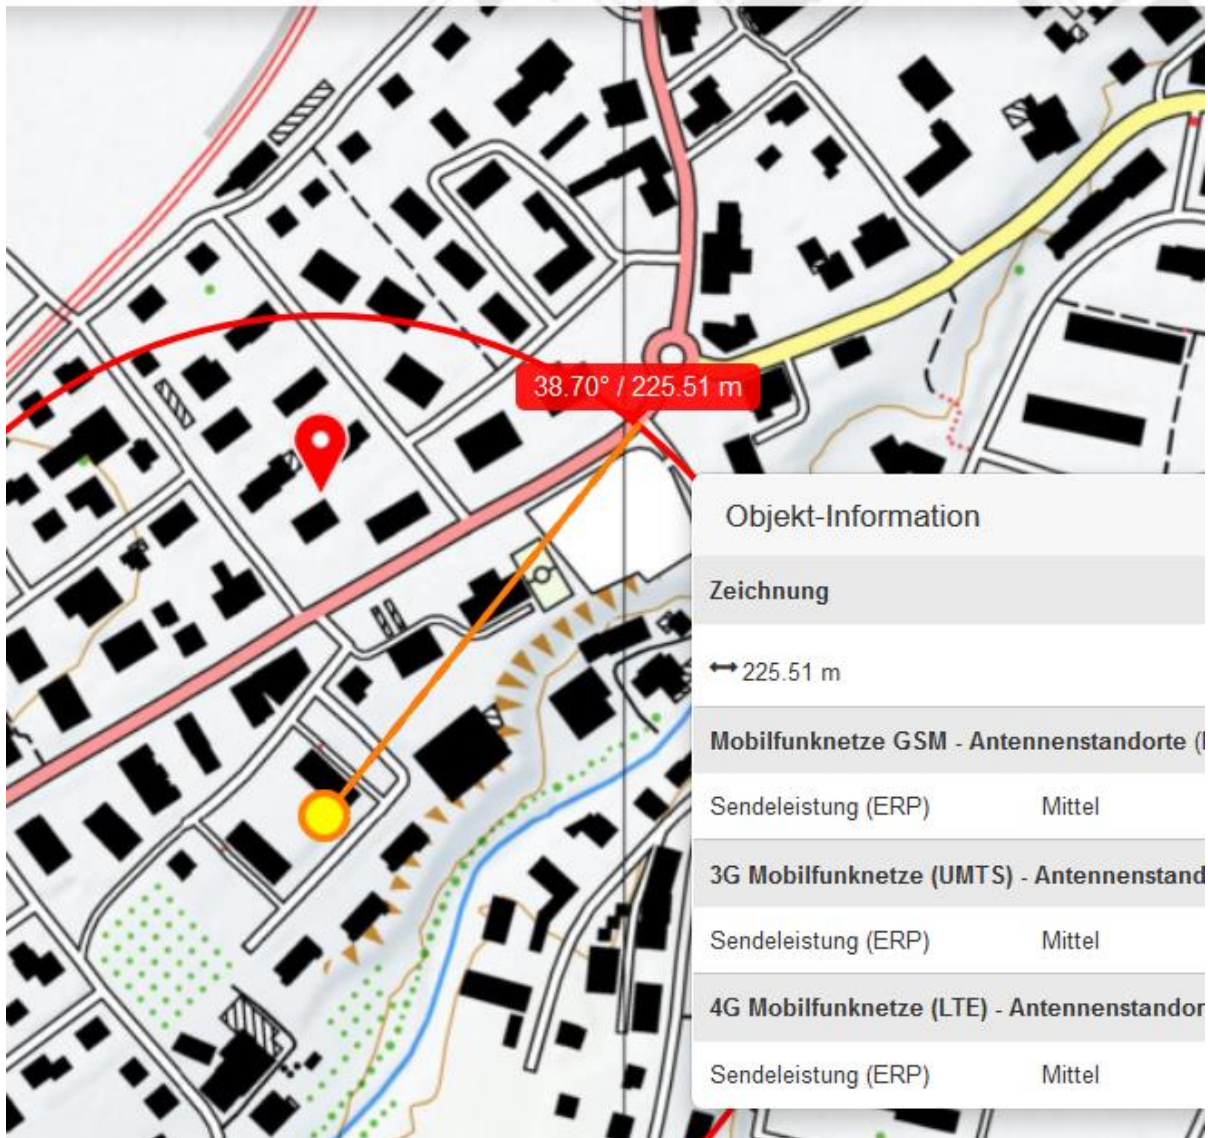 38.70° / 225.51 m
Objekt-Information
Zeichnung
225.51 m
Mobilfunknetze GSM - Antennenstandorte (
Sendeleistung (ERP) Mittel
3G Mobilfunknetze (UMTS) - Antennenstand
Sendeleistung (ERP) Mittel
4G Mobilfunknetze (LTE) - Antennenstandor
Sendeleistung (ERP) Mittel